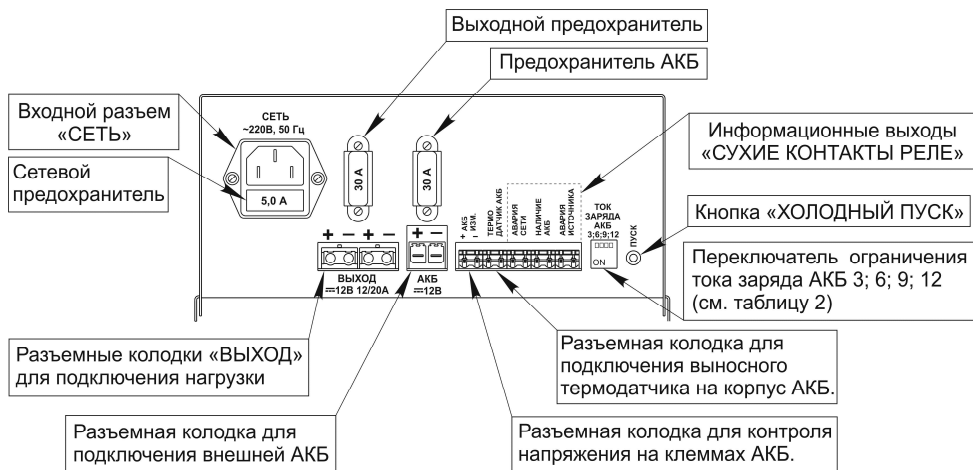 Выходной предохранитель
Предохранитель АКБ
Входной разъем
«СЕТЬ»
Сетевой
предохранитель
СЕТЬ
~220В, 50 Гц
5,0 А
30 А
30 А
Информационные выходы
«СУХИЕ КОНТАКТЫ РЕЛЕ»
Кнопка «ХОЛОДНЫЙ ПУСК»
Переключатель ограничения
тока заряда АКБ 3; 6; 9; 12
(см. таблицу 2)
+ АКБ
− ИЗМ.
ТЕРМО
ДАТЧИК АКБ
АВАРИЯ
СЕТИ
НАЛИЧИЕ
АКБ
АВАРИЯ
ИСТОЧНИКА
ТОК
ЗАРЯДА
АКБ
3;6;9;12
ON
ПУСК
+ − + −
ВЫХОД
⎓12В 12/20А
+ −
АКБ
⎓12В
Разъемные колодки «ВЫХОД»
для подключения нагрузки
Разъемная колодка для
подключения выносного
термодатчика на корпус АКБ.
Разъемная колодка для
подключения внешней АКБ
Разъемная колодка для контроля
напряжения на клеммах АКБ.